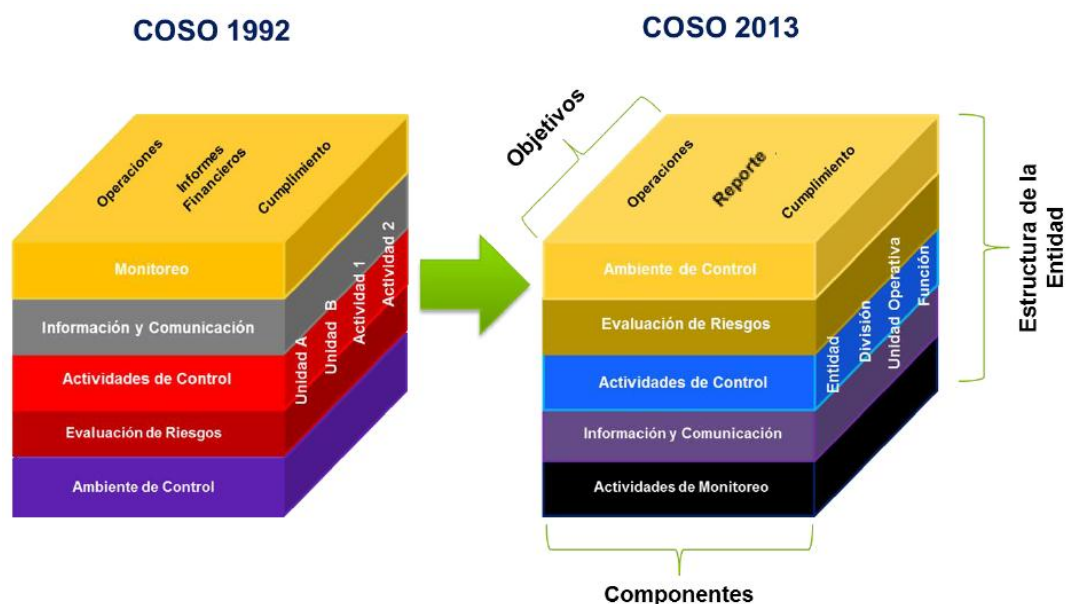 COSO 1992
Operaciones
Informes
Financieros
Cumplimiento
Monitoreo
Información y Comunicación
Actividades de Control
Evaluación de Riesgos
Ambiente de Control
Unidad A
Unidad B
Actividad 1
Actividad 2
COSO 2013
Objetivos
Operaciones
Reporte
Cumplimiento
Ambiente de Control
Evaluación de Riesgos
Actividades de Control
Información y Comunicación
Actividades de Monitoreo
Entidad
División
Unidad Operativa
Función
Estructura de la
Entidad
Componentes